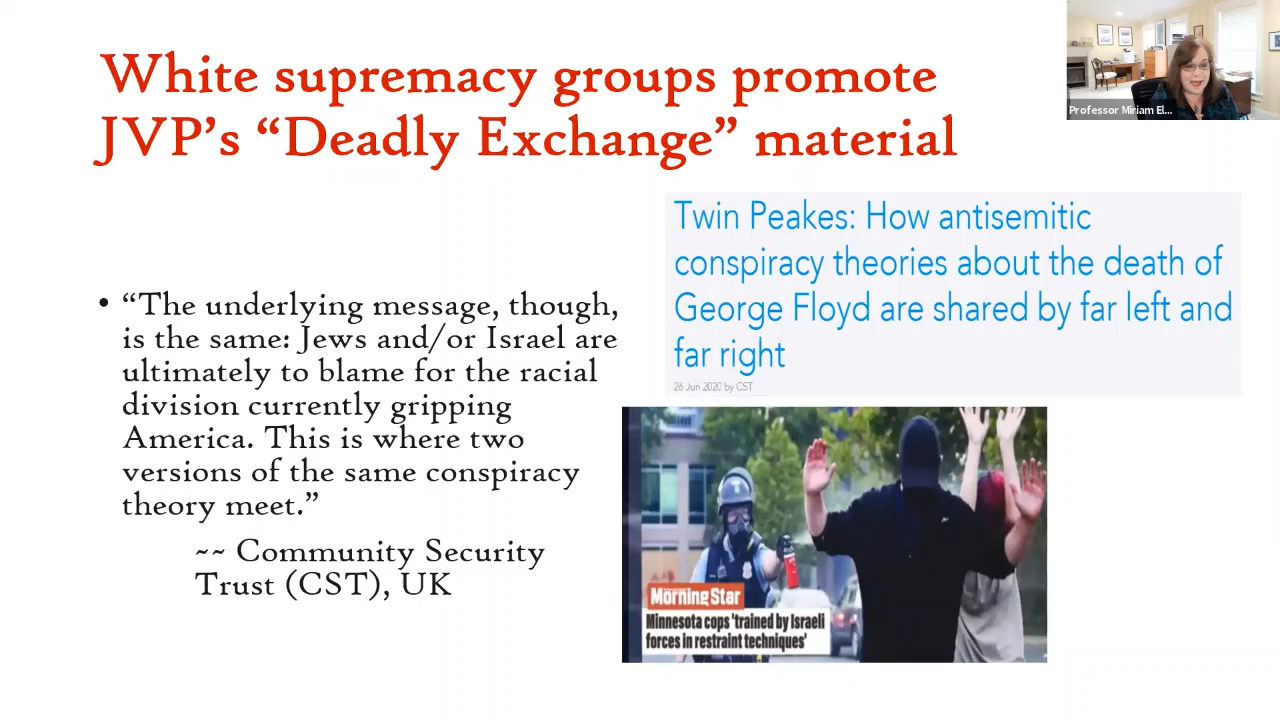 White supremacy groups promote
JVP's “Deadly Exchange” material
Professor Miriam El...
Twin Peakes: How antisemitic
conspiracy theories about the death of
George Floyd are shared by far left and
far right
26 Jun 2020 by CST
• “The underlying message, though,
is the same: Jews and/or Israel are
ultimately to blame for the racial
division currently gripping
America. This is where two
versions of the same conspiracy
theory meet.”
~~ Community Security
Trust (CST), UK
Morning Star
Minnesota cops 'trained by Israeli
forces in restraint techniques'